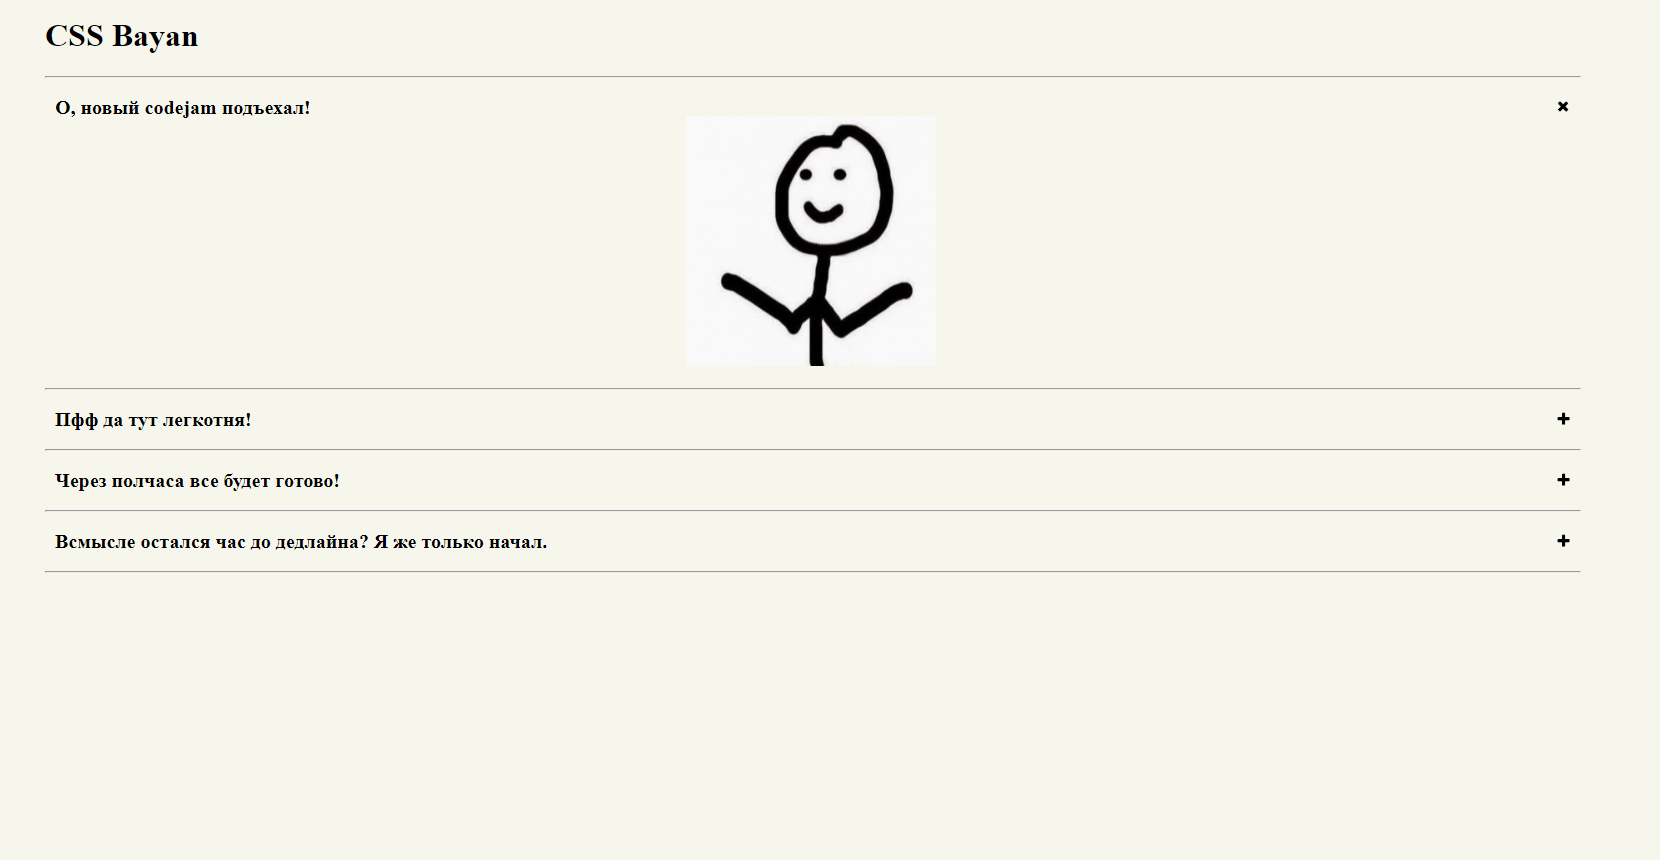 CSS Bayan
О, новый codejam подъехал!
Пфф да тут легкотня!
Через полчаса все будет готово!
Всмысле остался час до дедлайна? Я же только начал.